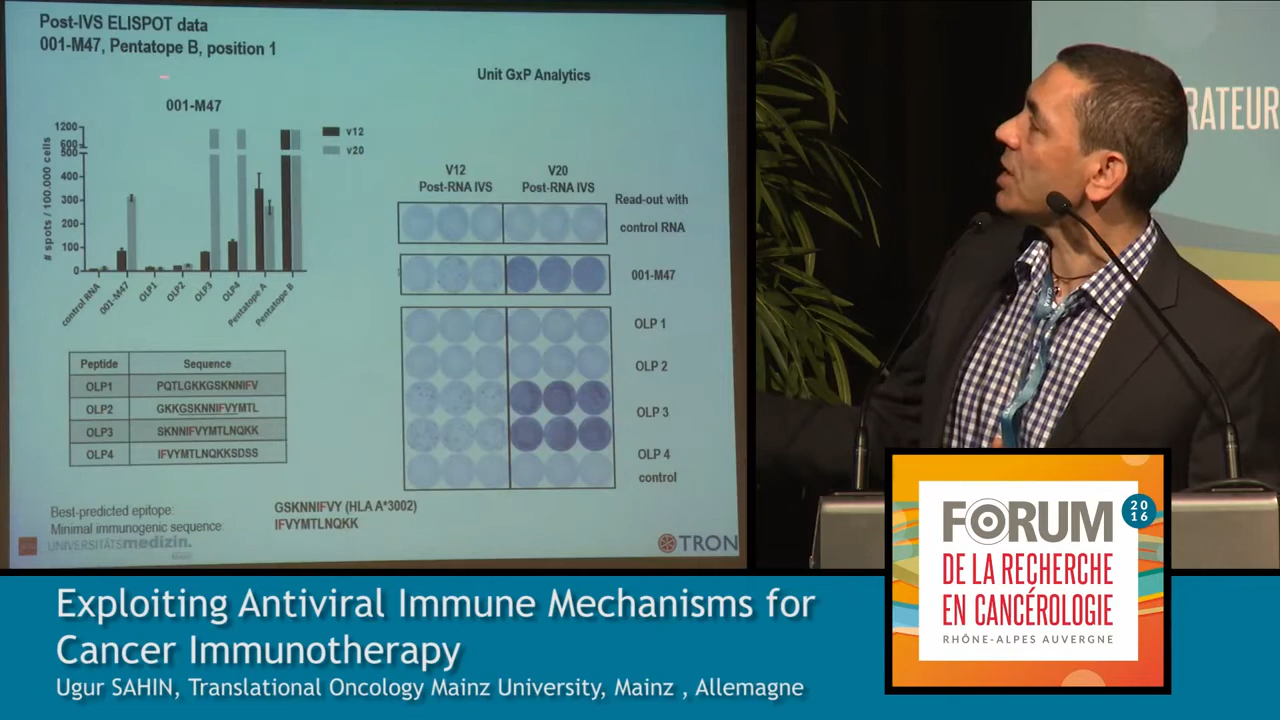 Post-IVS ELISPOT data
001-M47, Pentatope B, position 1
Unit GxP Analytics
001-M47
# spots / 100.000 cells
1200
600
500
400
300
200
100
0
v12
v20
control RNA
001-M47
OLP1
OLP2
OLP3
OLP4
Pentatope A
Pentatope B
V12
Post-RNA IVS
V20
Post-RNA IVS
Read-out with
control RNA
001-M47
OLP 1
OLP 2
OLP 3
OLP 4
control
Peptide Sequence
OLP1 PQTLGKKGSKNNIFV
OLP2 GKKGSKNNIFVYMTL
OLP3 SKNNIFVYMTLNQKK
OLP4 IFVYMTLNQKKSDSS
Best-predicted epitope: GSKNNIFVY (HLA A*3002)
Minimal immunogenic sequence: IFVYMTLNQKK
UNIVERSITÄTSmedizin.
TRON
RATEUR
FORUM
20
16
DE LA RECHERCHE
EN CANCÉROLOGIE
RHÔNE-ALPES AUVERGNE
Exploiting Antiviral Immune Mechanisms for
Cancer Immunotherapy
Ugur SAHIN, Translational Oncology Mainz University, Mainz , Allemagne